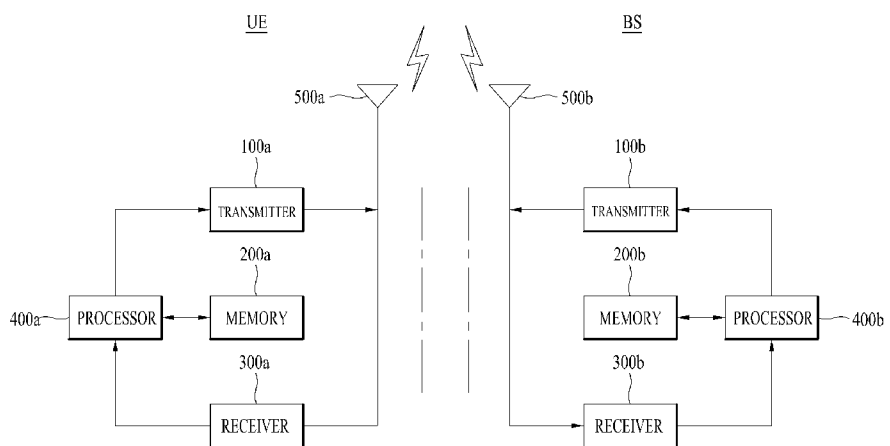 UE
BS
500a
500b
100a
100b
TRANSMITTER
TRANSMITTER
200a
200b
400a
PROCESSOR
MEMORY
MEMORY
PROCESSOR
400b
300a
300b
RECEIVER
RECEIVER